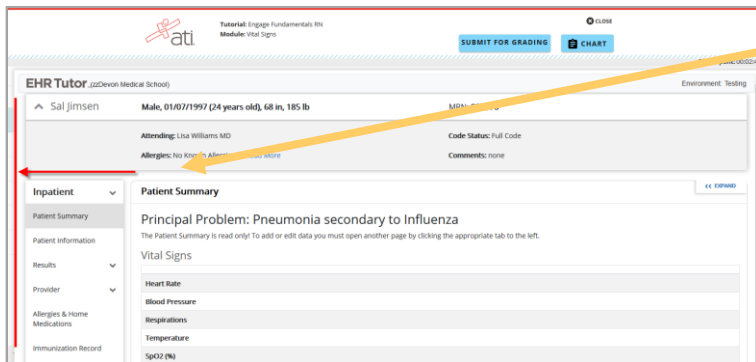 ati
Tutorial: Engage Fundamentals RN
Module: Vital Signs
CLOSE
SUBMIT FOR GRADING
CHART
EHR Tutor (zzDevon Medical School)
Environment: Testing
Sal Jimsen
Male, 01/07/1997 (24 years old), 68 in, 185 lb
Attending: Lisa Williams MD
Code Status: Full Code
Allergies: No Known
More
Comments: none
Inpatient
Patient Summary
Patient Information
Results
Provider
Allergies & Home
Medications
Immunization Record
Patient Summary
<< EXPAND
Principal Problem: Pneumonia secondary to Influenza
The Patient Summary is read only! To add or edit data you must open another page by clicking the appropriate tab to the left.
Vital Signs
Heart Rate
Blood Pressure
Respirations
Temperature
SpO2 (%)